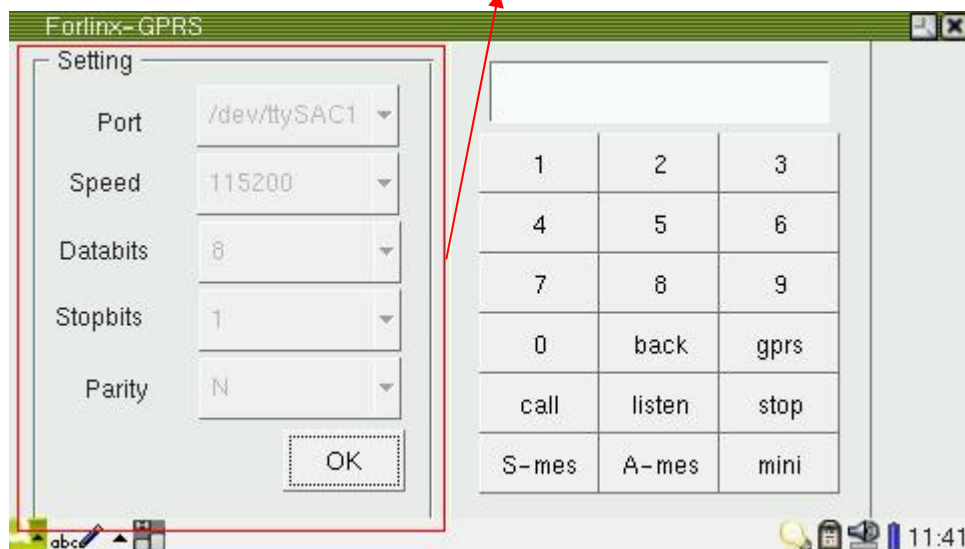 Forlinx-GPRS
Setting
Port
/dev/ttySAC1
Speed
115200
Databits
8
Stopbits
1
Parity
N
OK
1 2 3
4 5 6
7 8 9
0 back gprs
call listen stop
S-mes A-mes mini
abc
11:41